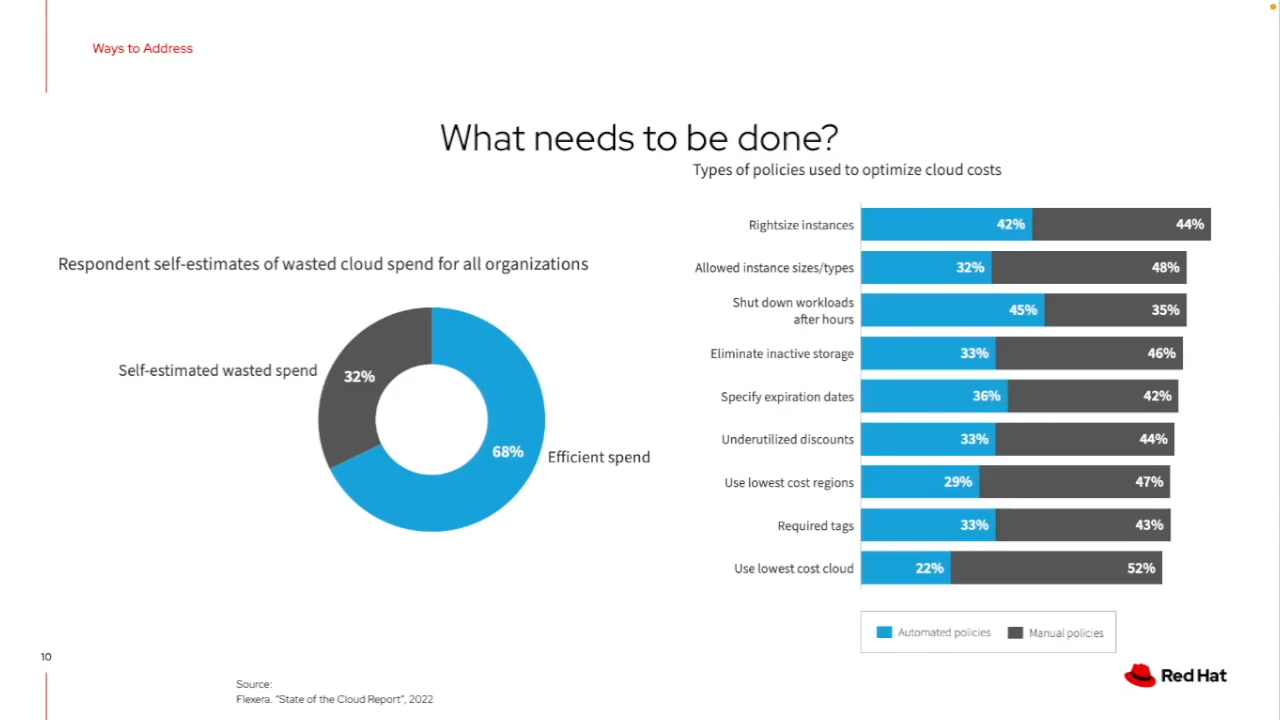 Ways to Address
What needs to be done?
Types of policies used to optimize cloud costs
Respondent self-estimates of wasted cloud spend for all organizations
Self-estimated wasted spend
32%
68%
Efficient spend
Rightsize instances 42% 44%
Allowed instance sizes/types 32% 48%
Shut down workloads
after hours 45% 35%
Eliminate inactive storage 33% 46%
Specify expiration dates 36% 42%
Underutilized discounts 33% 44%
Use lowest cost regions 29% 47%
Required tags 33% 43%
Use lowest cost cloud 22% 52%
Automated policies Manual policies
10
Source:
Flexera. "State of the Cloud Report", 2022
Red Hat